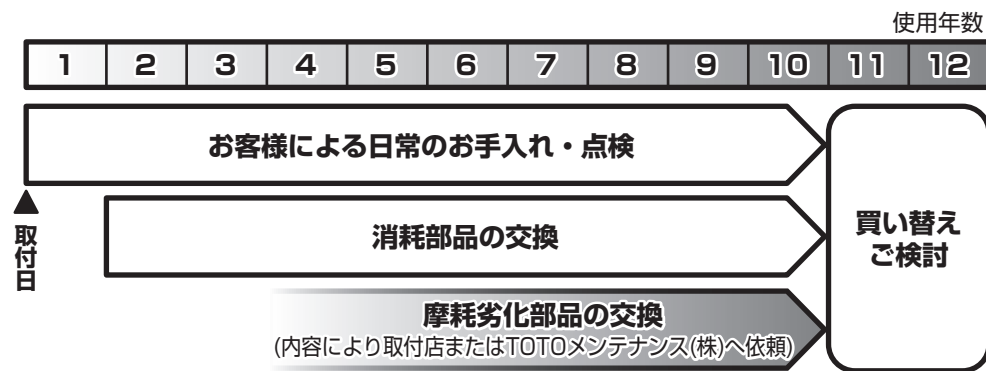 使用年数
1 2 3 4 5 6 7 8 9 10 11 12
お客様による日常のお手入れ・点検
取付日
消耗部品の交換
買い替え
ご検討
摩耗劣化部品の交換
(内容により取付店またはTOTOメンテナンス(株)へ依頼)